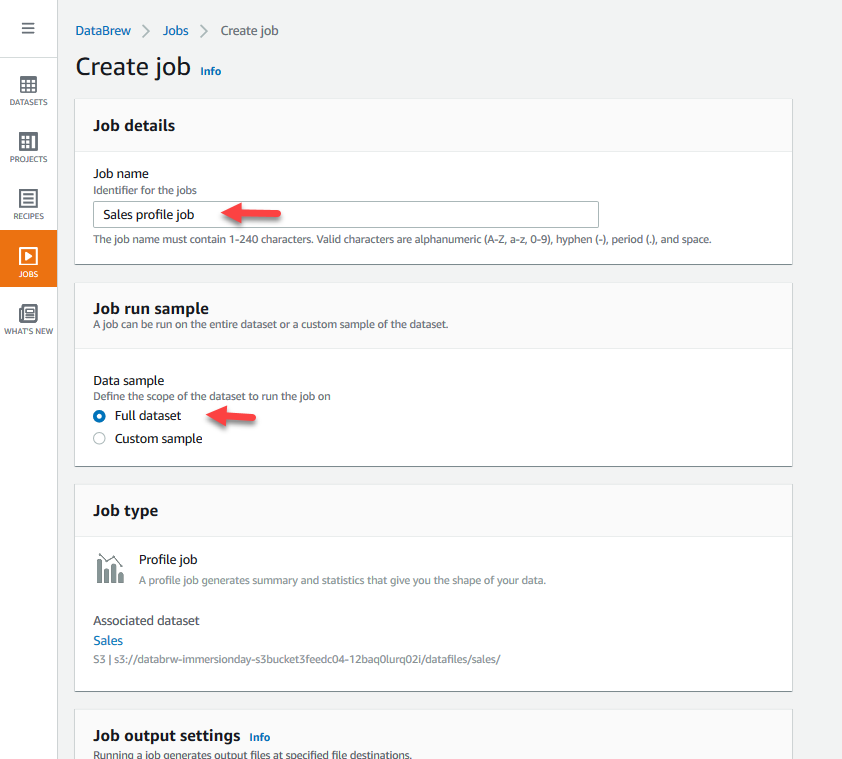 DataBrew > Jobs > Create job
Create job Info
DATASETS
PROJECTS
RECIPES
JOBS
WHAT'S NEW
Job details
Job name
Identifier for the jobs
Sales profile job
The job name must contain 1-240 characters. Valid characters are alphanumeric (A-Z, a-z, 0-9), hyphen (-), period (.), and space.
Job run sample
A job can be run on the entire dataset or a custom sample of the dataset.
Data sample
Define the scope of the dataset to run the job on
Full dataset
Custom sample
Job type
Profile job
A profile job generates summary and statistics that give you the shape of your data.
Associated dataset
Sales
S3 | s3://databrw-immersionday-s3bucket3feedc04-12baq0lurq02i/datafiles/sales/
Job output settings Info
Running a job generates output files at specified file destinations.